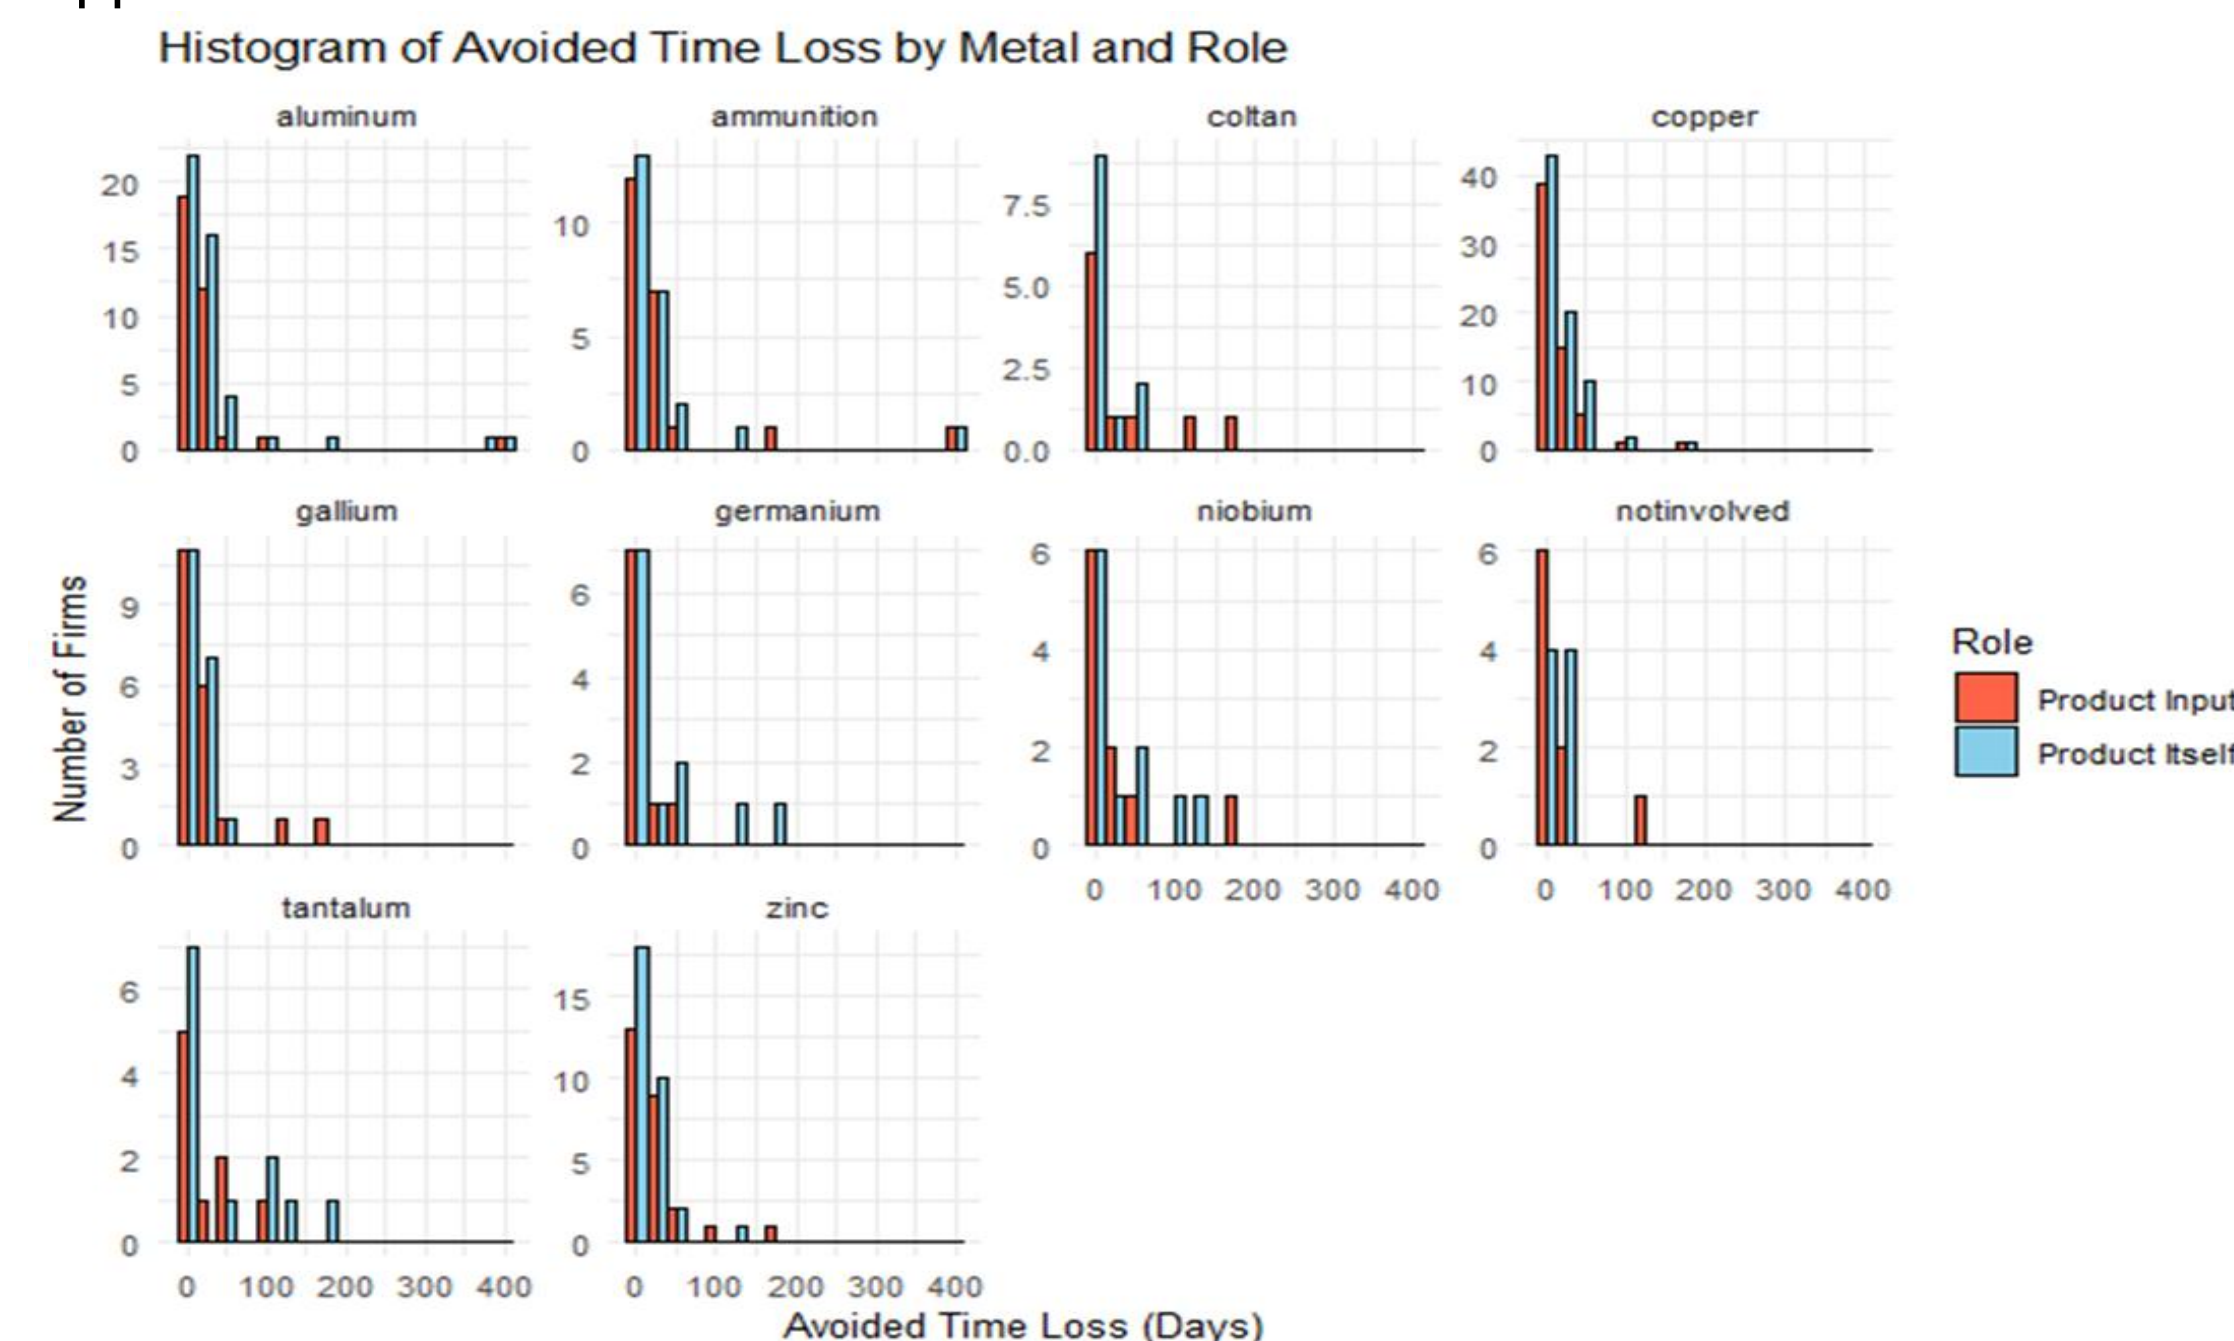 Histogram of Avoided Time Loss by Metal and Role
aluminum ammunition coltan copper
20 15 10 5 0
10 5 0
7.5 5.0 2.5 0.0
40 30 20 10 0
gallium germanium niobium notinvolved
Number of Firms
9 6 3 0
6 4 2 0
6 4 2 0
6 4 2 0
0 100 200 300 400
0 100 200 300 400
Role
Product Input
Product Itself
tantalum zinc
6 4 2 0
15 10 5 0
0 100 200 300 400
0 100 200 300 400
Avoided Time Loss (Days)